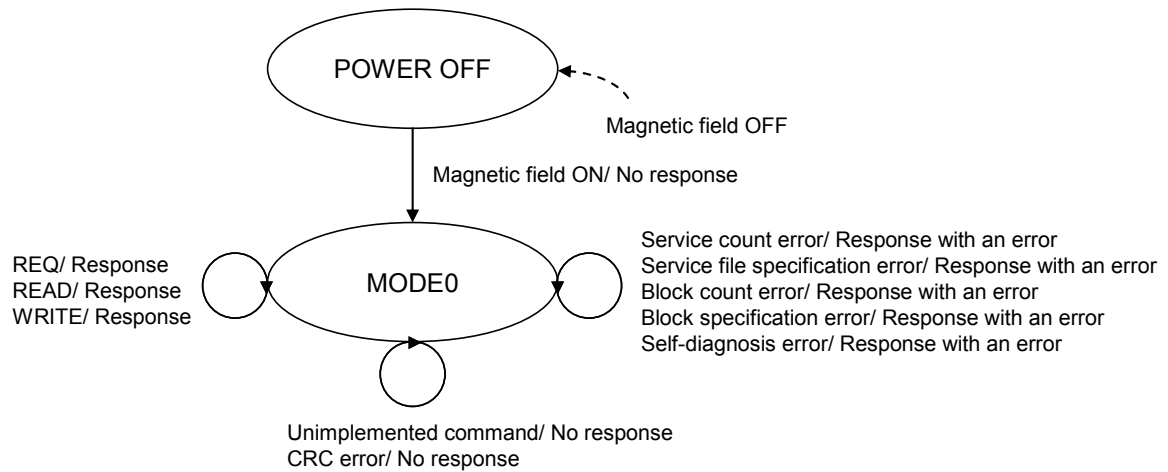 POWER OFF
Magnetic field OFF
Magnetic field ON/ No response
REQ/ Response
READ/ Response
WRITE/ Response
MODE0
Service count error/ Response with an error
Service file specification error/ Response with an error
Block count error/ Response with an error
Block specification error/ Response with an error
Self-diagnosis error/ Response with an error
Unimplemented command/ No response
CRC error/ No response